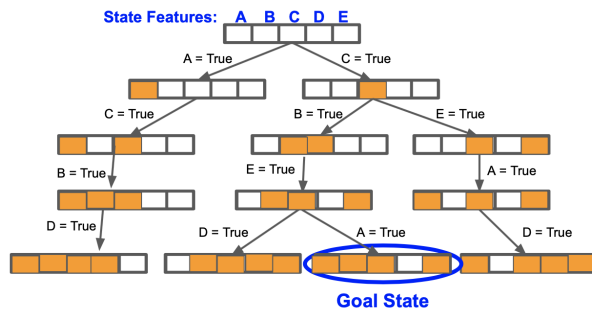 State Features: A B C D E
A = True
C = True
C = True
B = True
E = True
B = True
E = True
A = True
D = True
D = True
A = True
D = True
Goal State